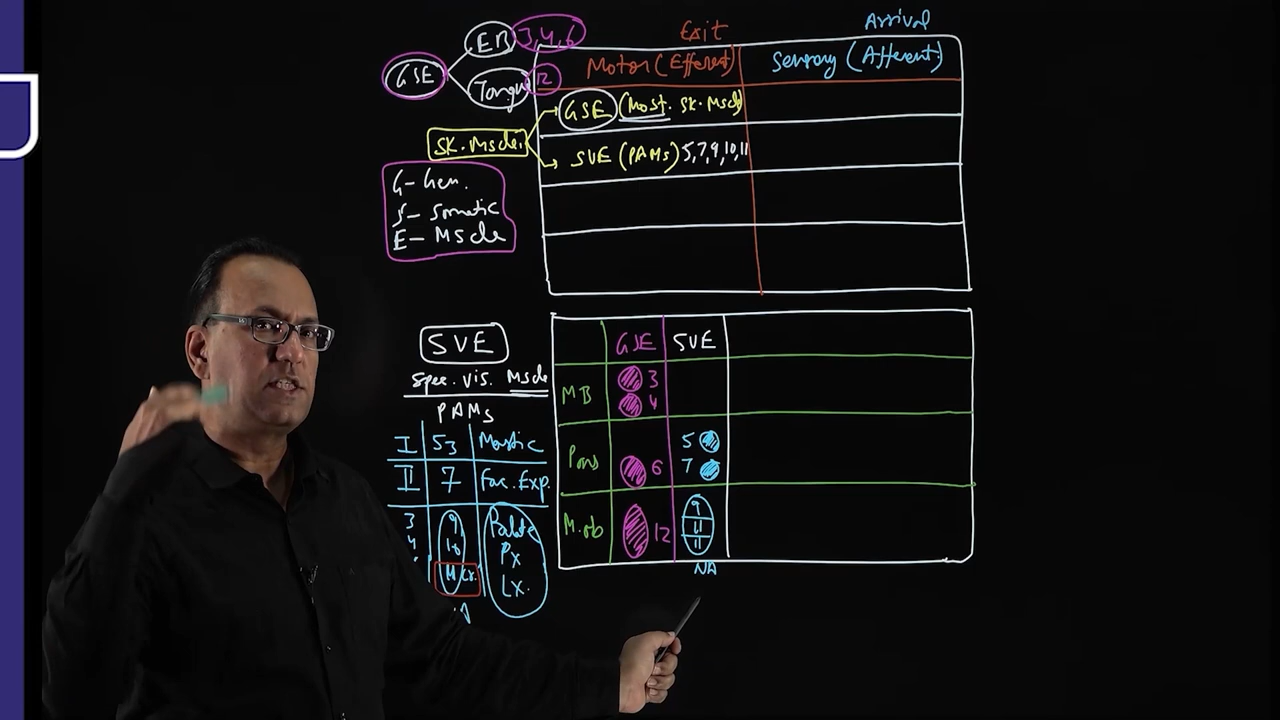 Exit
Arrival
EB 3,4,6
GSE
Tongue 12
Motor (Efferent)
Sensory (Afferent)
GSE (Most. SK. Mscle)
SK. Mscle.
SVE (PAMs) 5,7,9,10,11
G- Gen.
S- Somatic
E- Mscle
SVE
Spec. vis. Mscle
PAMs
I 53 Mastic
II 7 Fac. Exp.
3 9 Palate
4 10 Px
11 Cx. Lx.
GSE SVE
MB 3
4
Pons 6 5
7
M. ob 12 9
11
11
NA